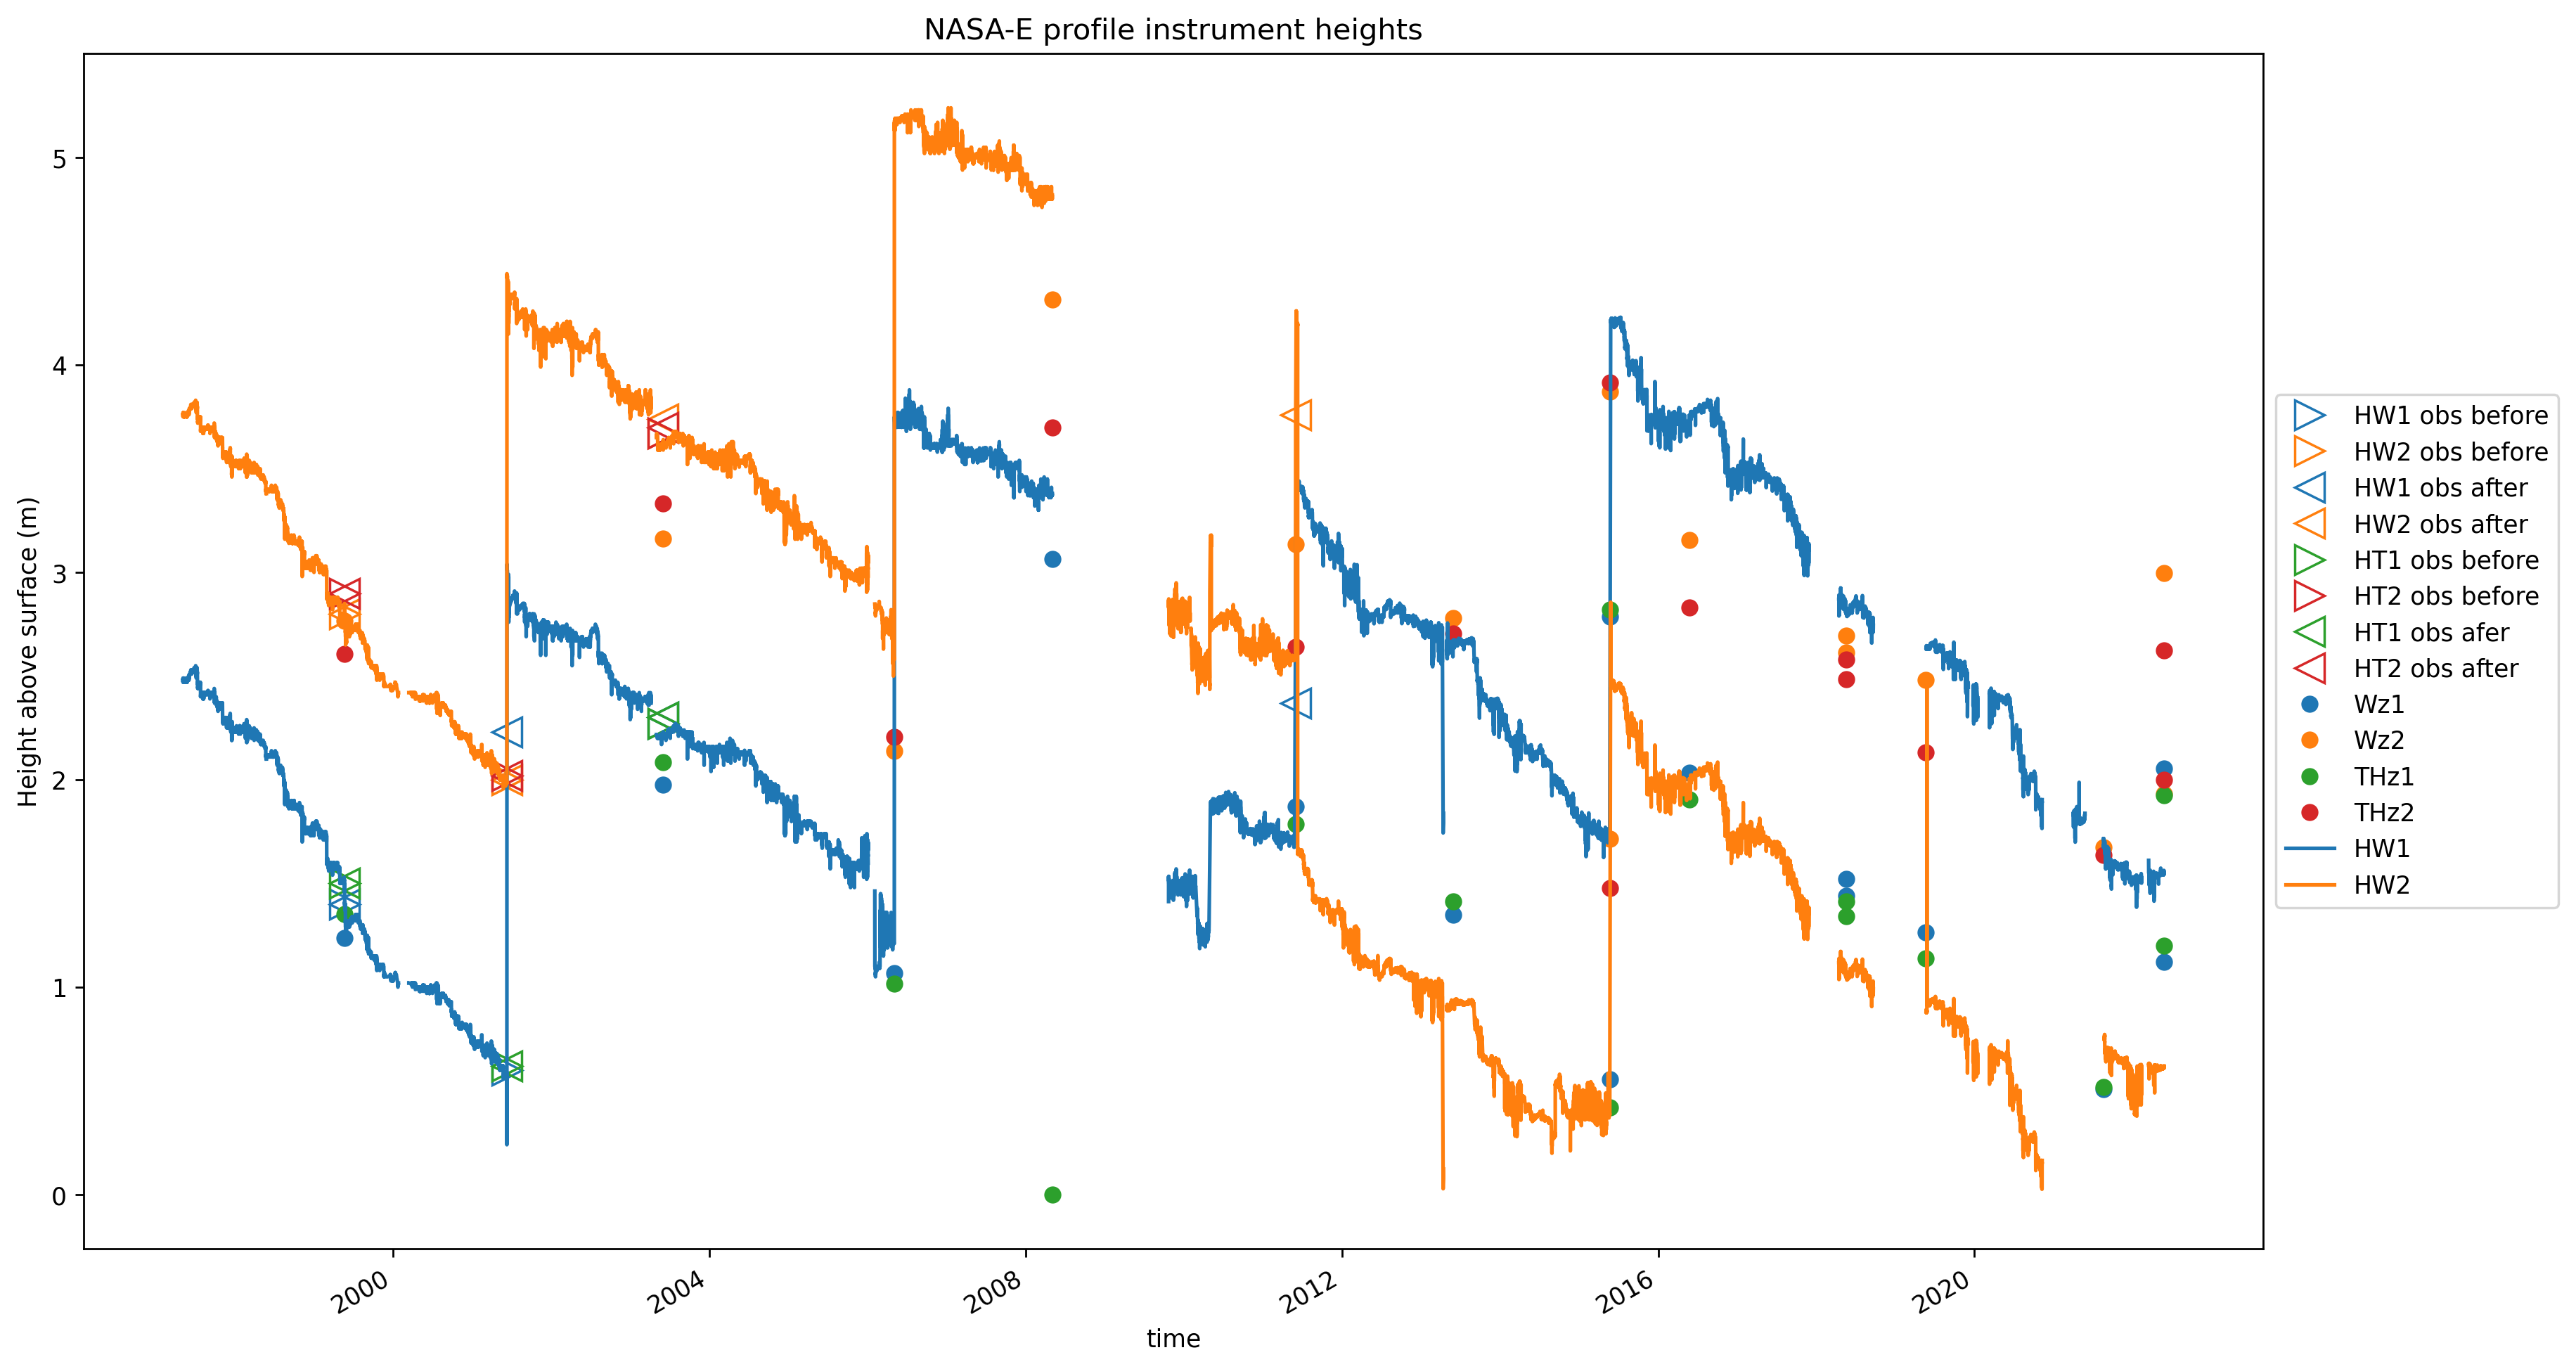 NASA-E profile instrument heights
Height above surface (m)
5
4
3
2
1
0
2000
2004
2008
2012
2016
2020
time
HW1 obs before
HW2 obs before
HW1 obs after
HW2 obs after
HT1 obs before
HT2 obs before
HT1 obs afer
HT2 obs after
Wz1
Wz2
THz1
THz2
HW1
HW2